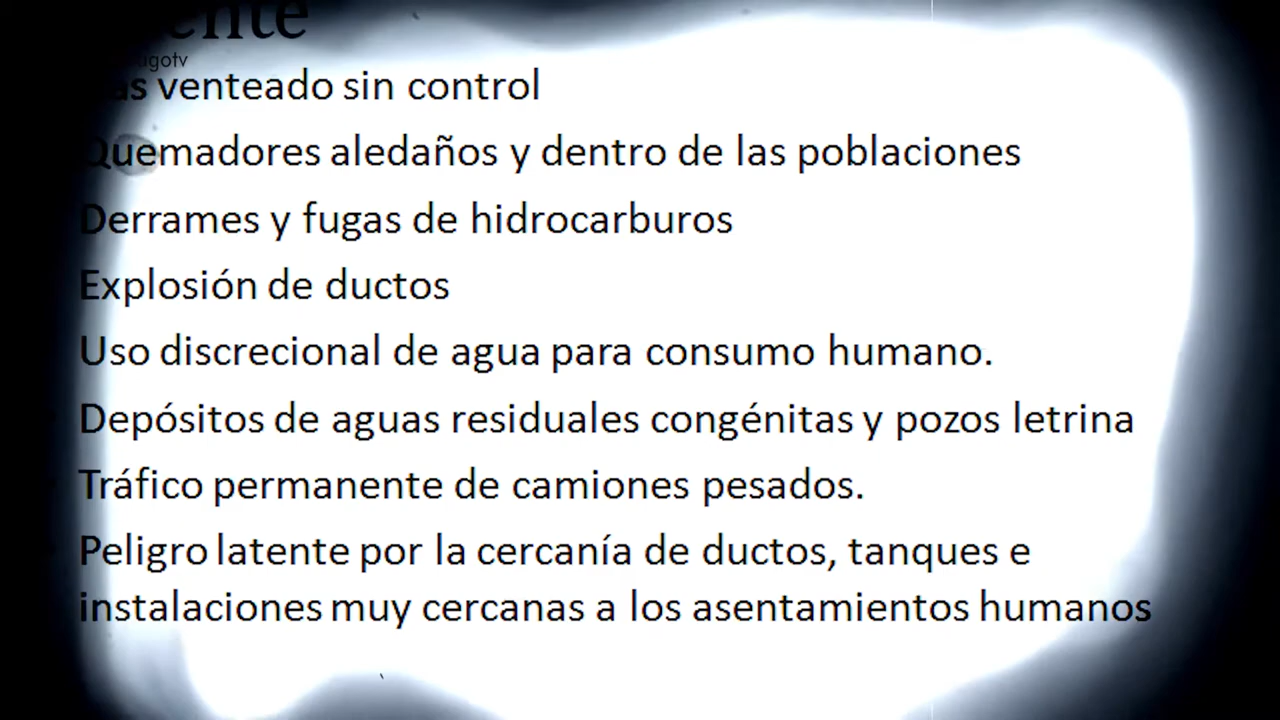 venteado sin control
Quemadores aledaños y dentro de las poblaciones
Derrames y fugas de hidrocarburos
Explosión de ductos
Uso discrecional de agua para consumo humano.
Depósitos de aguas residuales congénitas y pozos letrina
Tráfico permanente de camiones pesados.
Peligro latente por la cercanía de ductos, tanques e
instalaciones muy cercanas a los asentamientos humanos